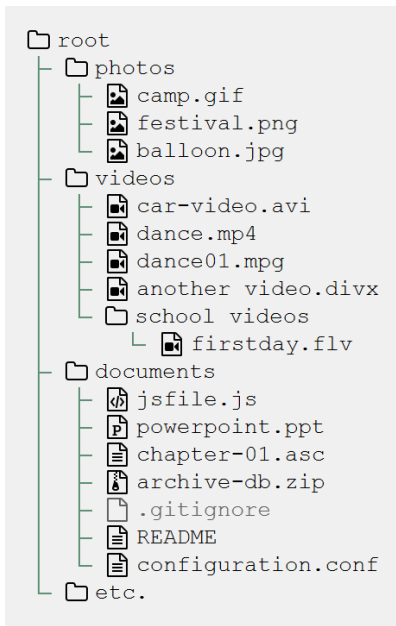 root
photos
camp.gif
festival.png
balloon.jpg
videos
car-video.avi
dance.mp4
dance01.mpg
another video.divx
school videos
firstday.flv
documents
jsfile.js
powerpoint.ppt
chapter-01.asc
archive-db.zip
.gitignore
README
configuration.conf
etc.